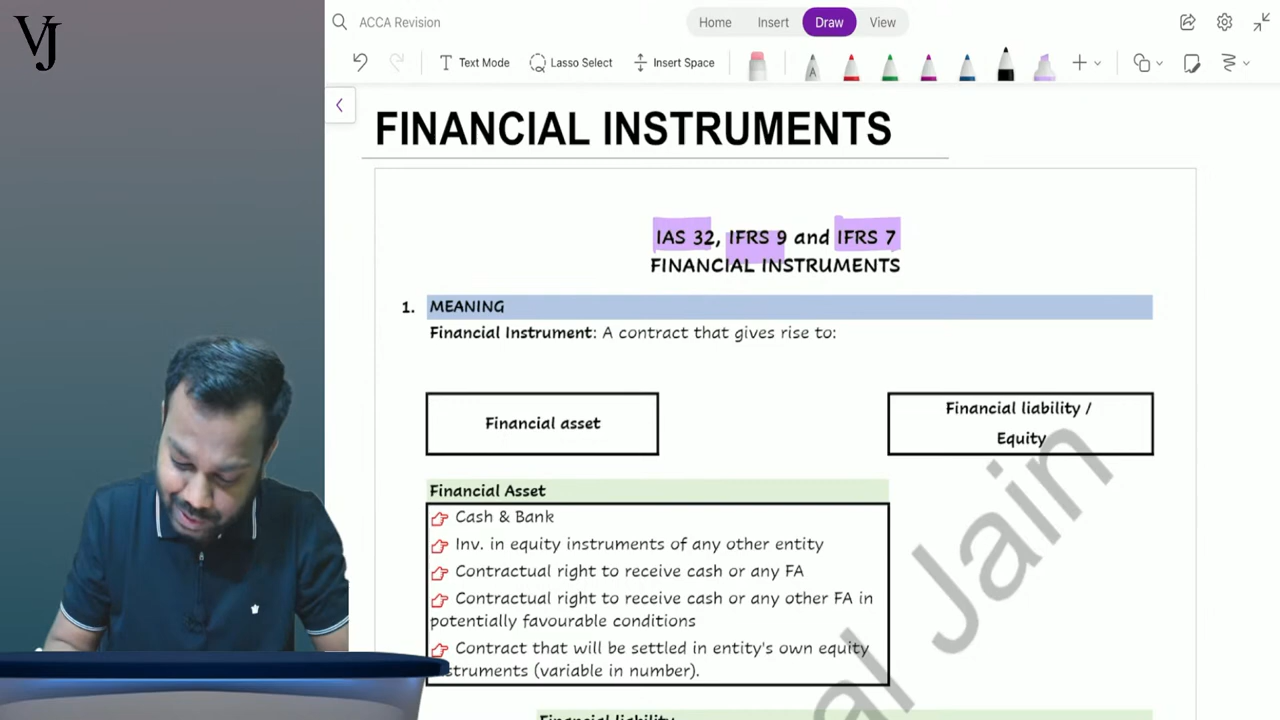 VJ
ACCA Revision
Home Insert Draw View
Text Mode Lasso Select Insert Space
FINANCIAL INSTRUMENTS
IAS 32, IFRS 9 and IFRS 7
FINANCIAL INSTRUMENTS
1. MEANING
Financial Instrument: A contract that gives rise to:
Financial asset
Financial liability /
Equity
Financial Asset
Cash & Bank
Inv. in equity instruments of any other entity
Contractual right to receive cash or any FA
Contractual right to receive cash or any other FA in
potentially favourable conditions
Contract that will be settled in entity's own equity
(variable in number).
Financial liability
Jain